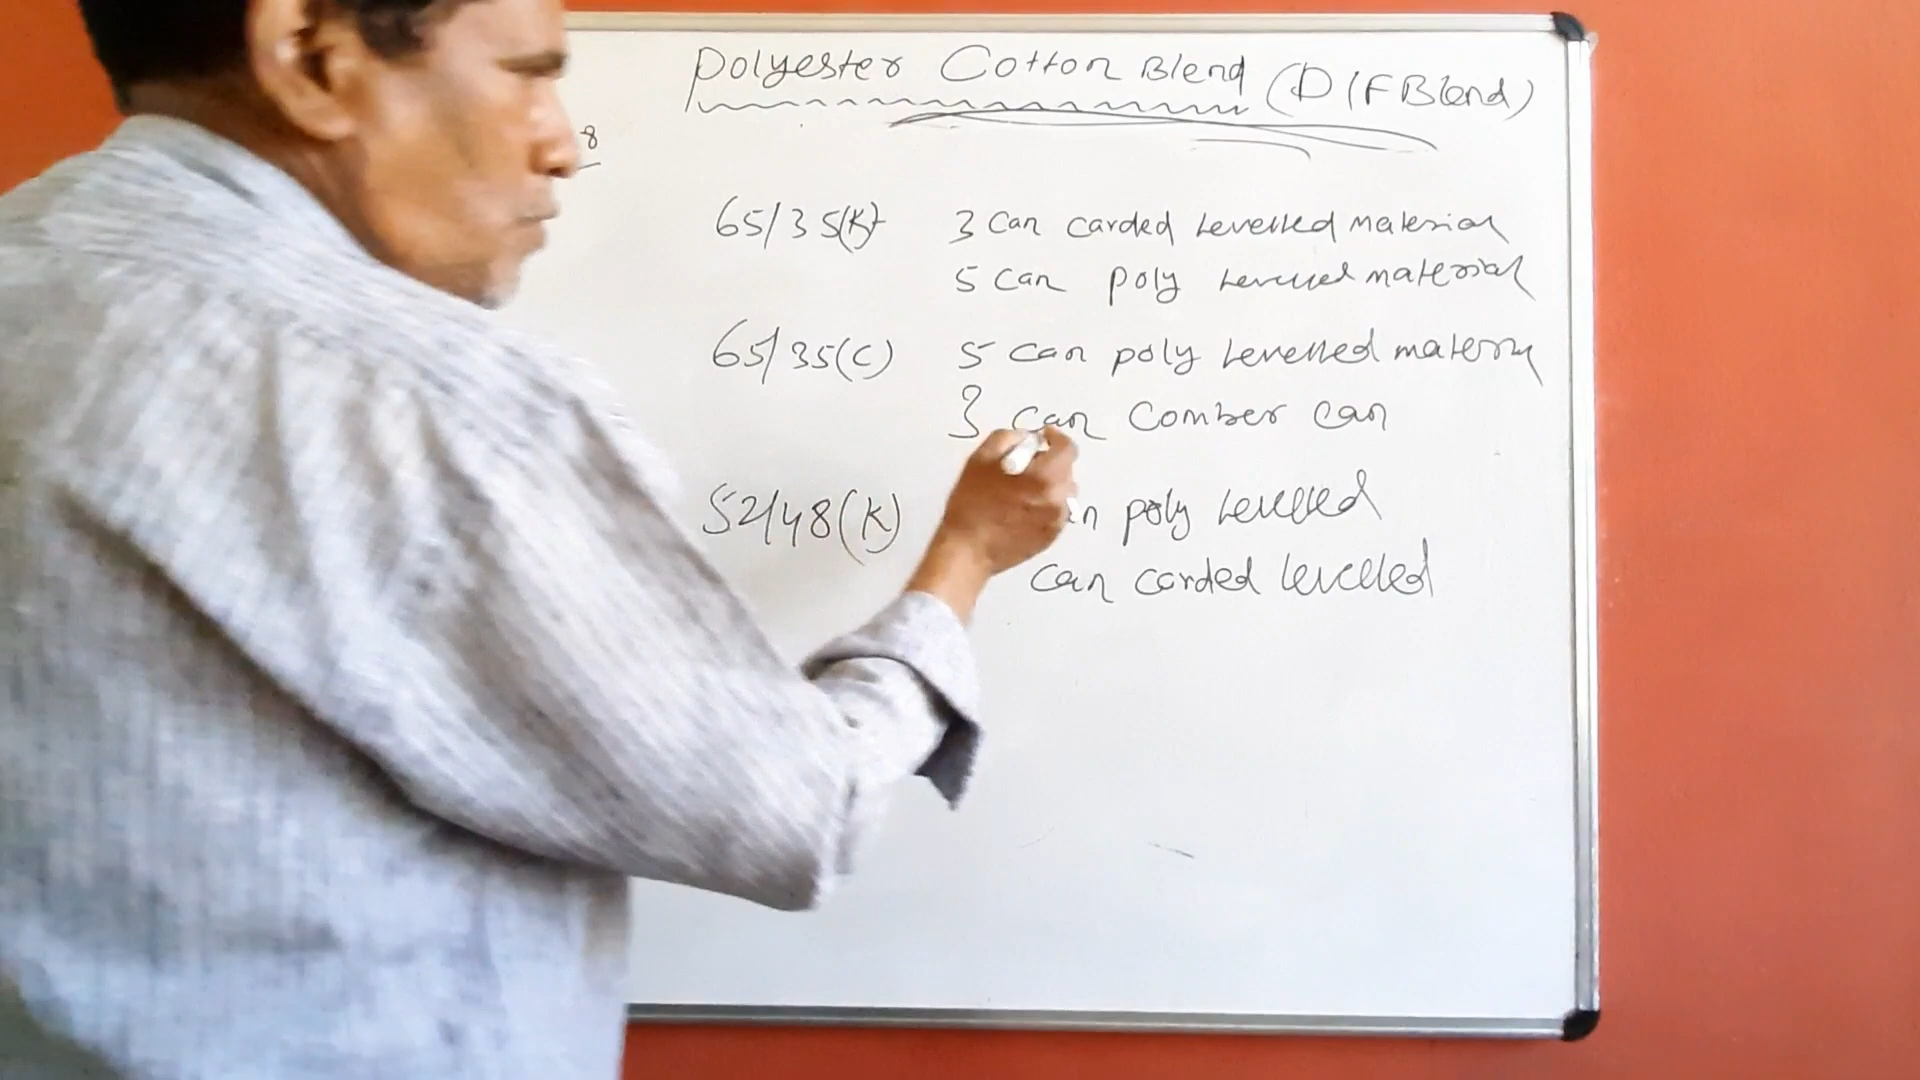 Polyester Cotton Blend (D/F Blend)
8
65/35(K) 3 Can carded Levelled material
5 Can poly Levelled material
65/35(C) 5 Can poly Levelled
3 Can Comber Can
52/48(K) poly Levelled
Can carded levelled